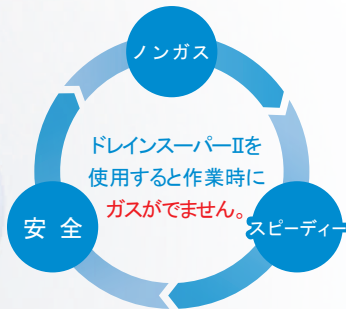 ノンガス
ドレインスーパーⅡを
使用すると作業時に
ガスがでません。
安 全
スピーディー